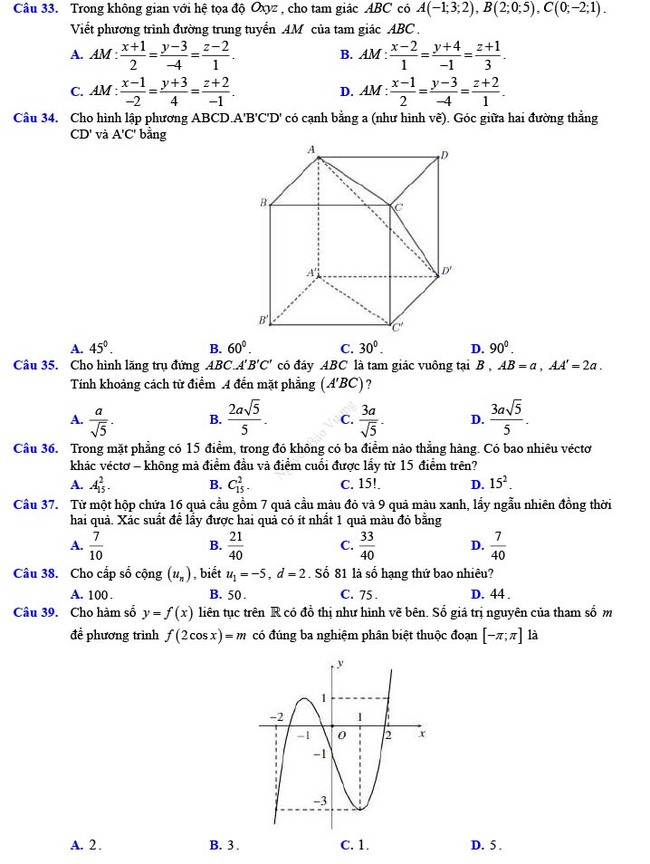 Câu 33. Trong không gian với hệ tọa độ Oxyz , cho tam giác ABC có A(−1;3;2), B(2;0;5), C(0;−2;1).
Viết phương trình đường trung tuyến AM của tam giác ABC .
A. AM : (x+1)/2 = (y−3)/−4 = (z−2)/1 . B. AM : (x−2)/1 = (y+4)/−1 = (z+1)/3 .
C. AM : (x−1)/−2 = (y+3)/4 = (z+2)/−1 . D. AM : (x−1)/2 = (y−3)/−4 = (z+2)/1 .
Câu 34. Cho hình lập phương ABCD.A'B'C'D' có cạnh bằng a (như hình vẽ). Góc giữa hai đường thẳng
CD' và A'C' bằng
A
D
B
C
A'
D'
B'
C'
A. 45⁰ . B. 60⁰ . C. 30⁰ . D. 90⁰ .
Câu 35. Cho hình lăng trụ đứng ABC.A'B'C' có đáy ABC là tam giác vuông tại B , AB = a , AA' = 2a .
Tính khoảng cách từ điểm A đến mặt phẳng (A'BC) ?
A. a/√5 . B. 2a√5/5 . C. 3a/√5 . D. 3a√5/5 .
Câu 36. Trong mặt phẳng có 15 điểm, trong đó không có ba điểm nào thẳng hàng. Có bao nhiêu véctơ
khác véctơ – không mà điểm đầu và điểm cuối được lấy từ 15 điểm trên?
A. A²₁₅ . B. C²₁₅ . C. 15!. D. 15² .
Câu 37. Từ một hộp chứa 16 quả cầu gồm 7 quả cầu màu đỏ và 9 quả màu xanh, lấy ngẫu nhiên đồng thời
hai quả. Xác suất để lấy được hai quả có ít nhất 1 quả màu đỏ bằng
A. 7/10 B. 21/40 C. 33/40 D. 7/40
Câu 38. Cho cấp số cộng (uₙ), biết u₁ = −5, d = 2. Số 81 là số hạng thứ bao nhiêu?
A. 100 . B. 50 . C. 75 . D. 44 .
Câu 39. Cho hàm số y = f(x) liên tục trên ℝ có đồ thị như hình vẽ bên. Số giá trị nguyên của tham số m
để phương trình f(2cos x) = m có đúng ba nghiệm phân biệt thuộc đoạn [−π;π] là
y
1
−2 1
−1 O 2 x
−1
−3
A. 2 . B. 3 . C. 1 . D. 5 .